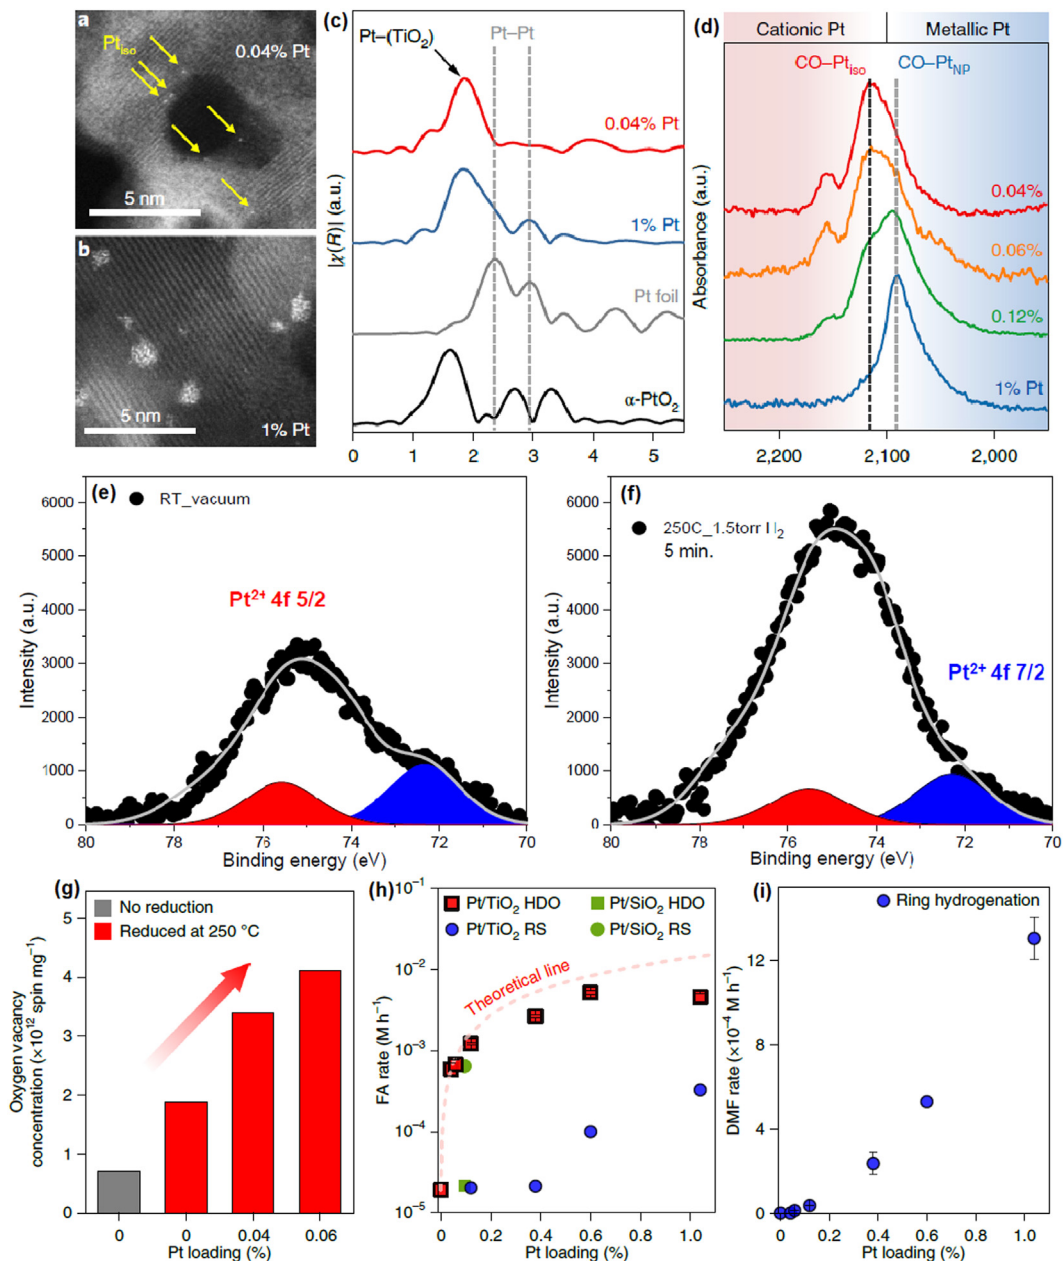 a
Pt_iso
0.04% Pt
5 nm
b
5 nm
1% Pt
(c)
Pt–(TiO₂)
Pt–Pt
0.04% Pt
1% Pt
Pt foil
α-PtO₂
|χ(R)| (a.u.)
0 1 2 3 4 5
(d)
Cationic Pt
Metallic Pt
CO–Pt_iso
CO–Pt_NP
0.04%
0.06%
0.12%
1% Pt
Absorbance (a.u.)
2,200 2,100 2,000
(e)
RT_vacuum
Pt²⁺ 4f 5/2
Intensity (a.u.)
6000
5000
4000
3000
2000
1000
0
80 78 76 74 72 70
Binding energy (eV)
(f)
250C_1.5torr H₂
5 min.
Pt²⁺ 4f 7/2
Intensity (a.u.)
6000
5000
4000
3000
2000
1000
0
80 78 76 74 72 70
Binding energy (eV)
(g)
No reduction
Reduced at 250 °C
Oxygen vacancy
concentration (×10¹² spin mg⁻¹)
5
4
3
2
1
0
0 0 0.04 0.06
Pt loading (%)
(h)
Pt/TiO₂ HDO
Pt/SiO₂ HDO
Pt/TiO₂ RS
Pt/SiO₂ RS
Theoretical line
FA rate (M h⁻¹)
10⁻¹
10⁻²
10⁻³
10⁻⁴
10⁻⁵
0 0.2 0.4 0.6 0.8 1.0
Pt loading (%)
(i)
Ring hydrogenation
DMF rate (×10⁻⁴ M h⁻¹)
12
8
4
0
0 0.2 0.4 0.6 0.8 1.0
Pt loading (%)